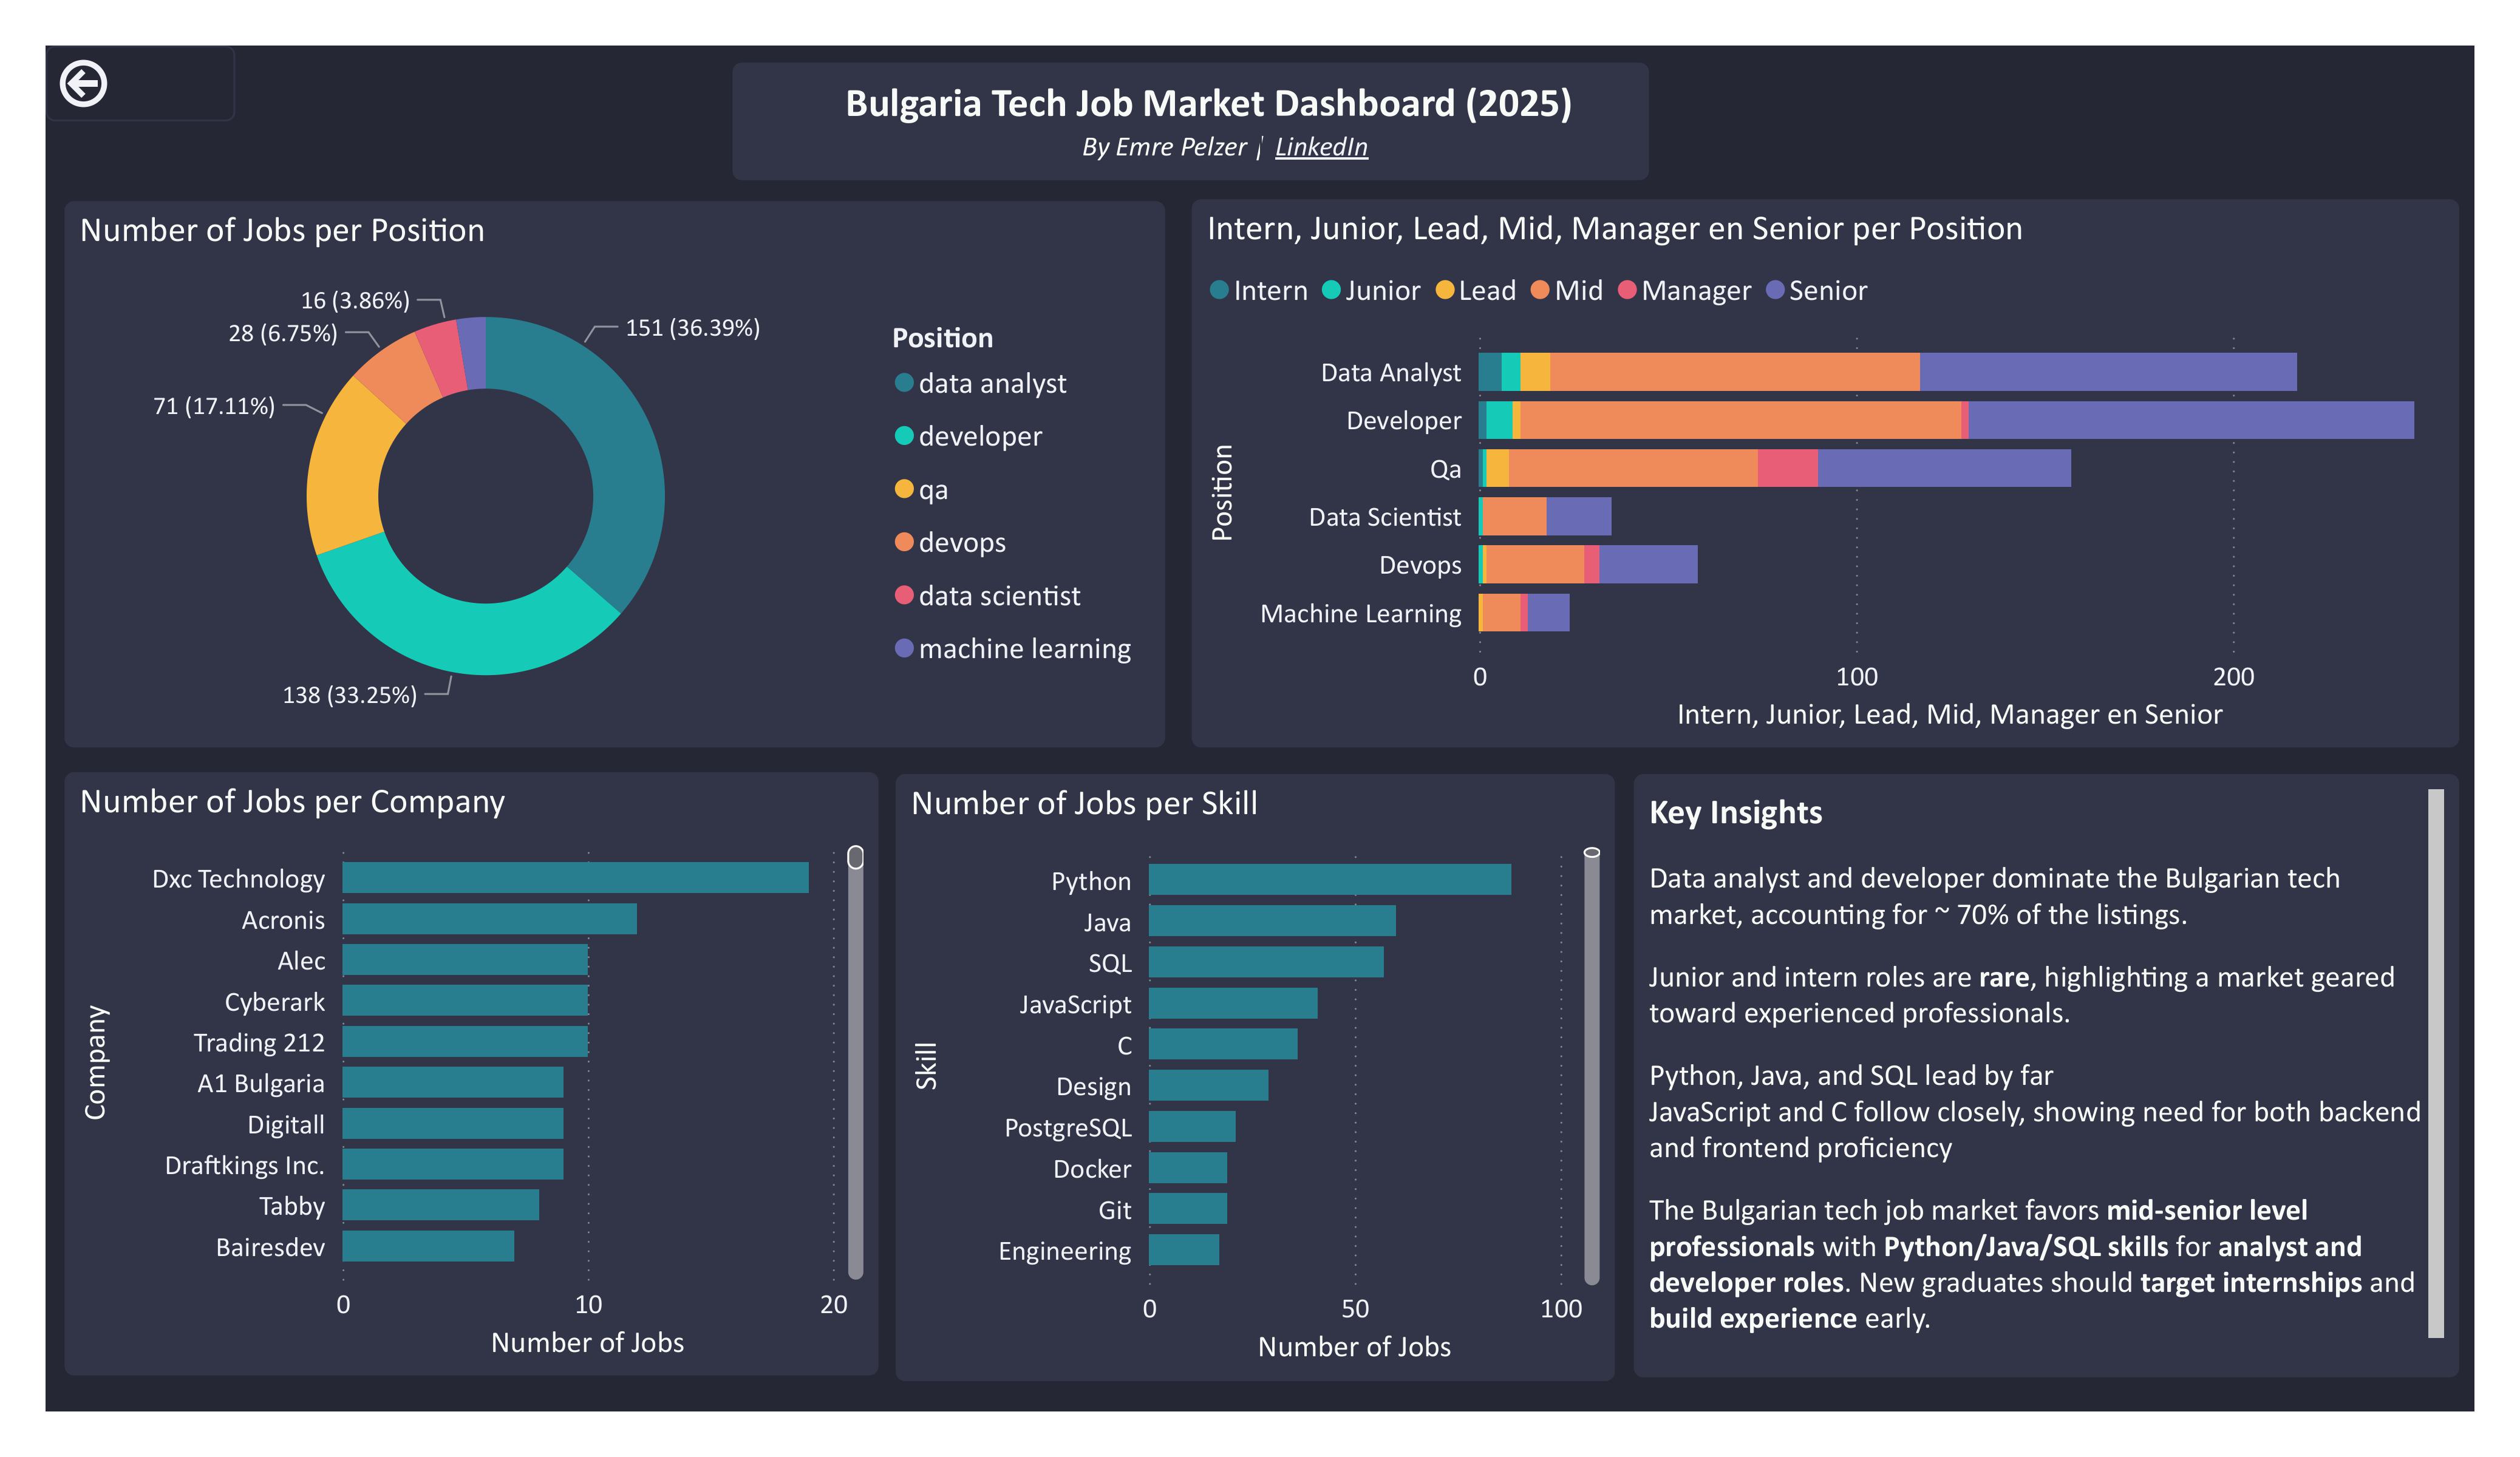 Bulgaria Tech Job Market Dashboard (2025)
By Emre Pelzer | LinkedIn
Number of Jobs per Position
16 (3.86%)
28 (6.75%)
151 (36.39%)
71 (17.11%)
138 (33.25%)
Position
data analyst
developer
qa
devops
data scientist
machine learning
Intern, Junior, Lead, Mid, Manager en Senior per Position
Intern Junior Lead Mid Manager Senior
Position
Data Analyst
Developer
Qa
Data Scientist
Devops
Machine Learning
0 100 200
Intern, Junior, Lead, Mid, Manager en Senior
Number of Jobs per Company
Company
Dxc Technology
Acronis
Alec
Cyberark
Trading 212
A1 Bulgaria
Digitall
Draftkings Inc.
Tabby
Bairesdev
0 10 20
Number of Jobs
Number of Jobs per Skill
Skill
Python
Java
SQL
JavaScript
C
Design
PostgreSQL
Docker
Git
Engineering
0 50 100
Number of Jobs
Key Insights
Data analyst and developer dominate the Bulgarian tech
market, accounting for ~ 70% of the listings.
Junior and intern roles are rare, highlighting a market geared
toward experienced professionals.
Python, Java, and SQL lead by far
JavaScript and C follow closely, showing need for both backend
and frontend proficiency
The Bulgarian tech job market favors mid-senior level
professionals with Python/Java/SQL skills for analyst and
developer roles. New graduates should target internships and
build experience early.